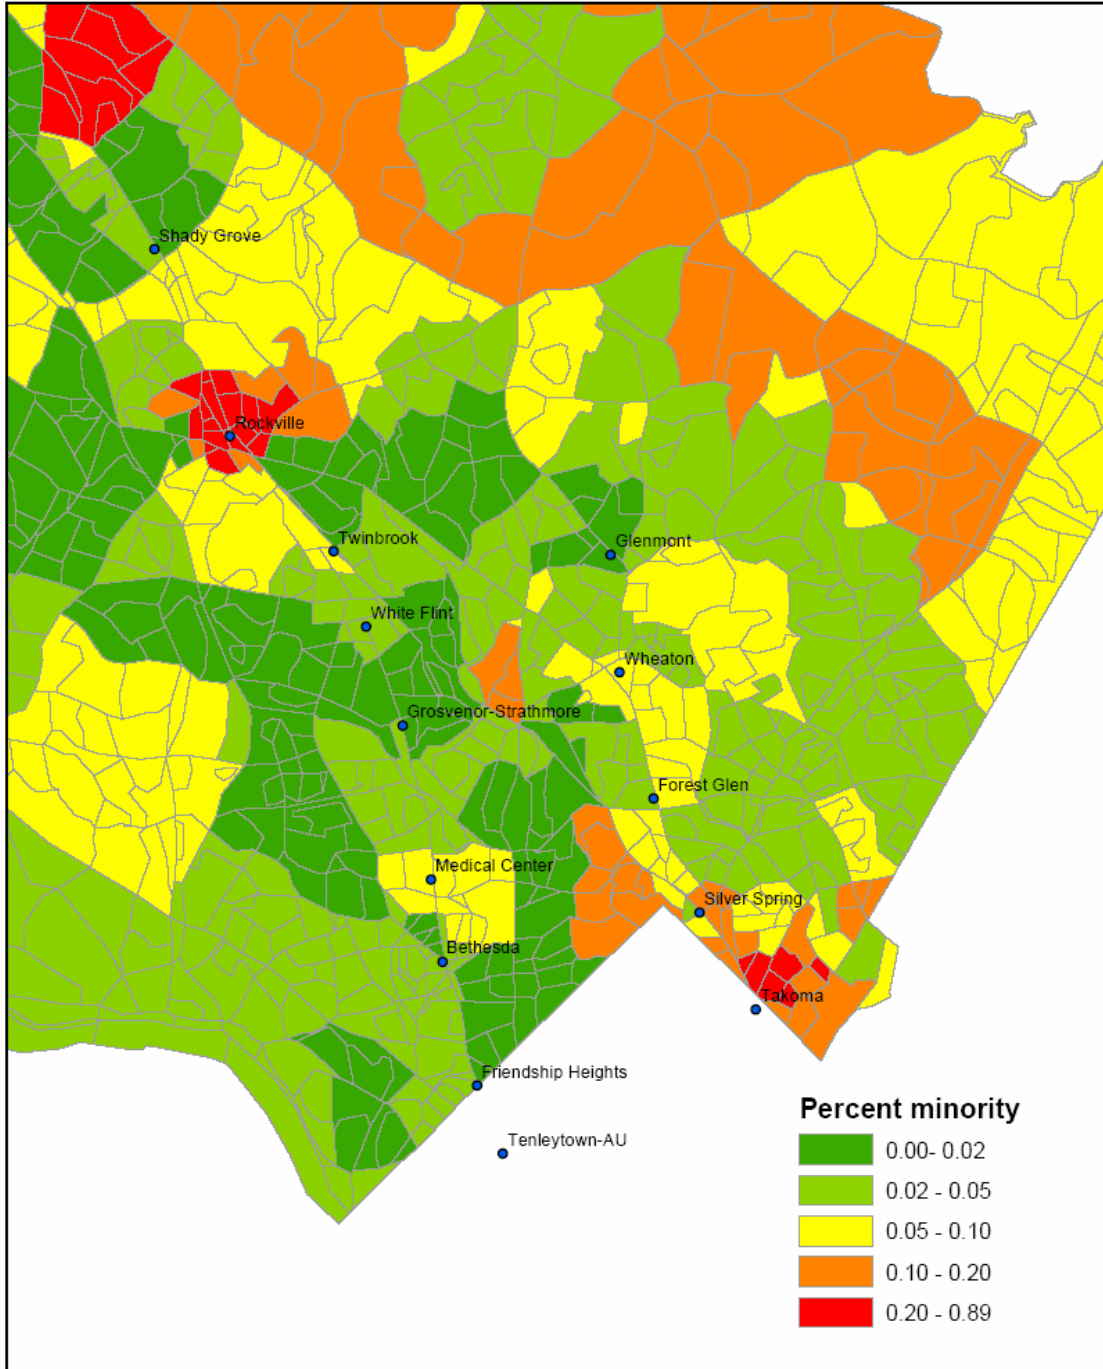 Shady Grove
Rockville
Twinbrook
Glenmont
White Flint
Wheaton
Grosvenor-Strathmore
Forest Glen
Medical Center
Silver Spring
Bethesda
Takoma
Friendship Heights
Tenleytown-AU
Percent minority
0.00- 0.02
0.02 - 0.05
0.05 - 0.10
0.10 - 0.20
0.20 - 0.89